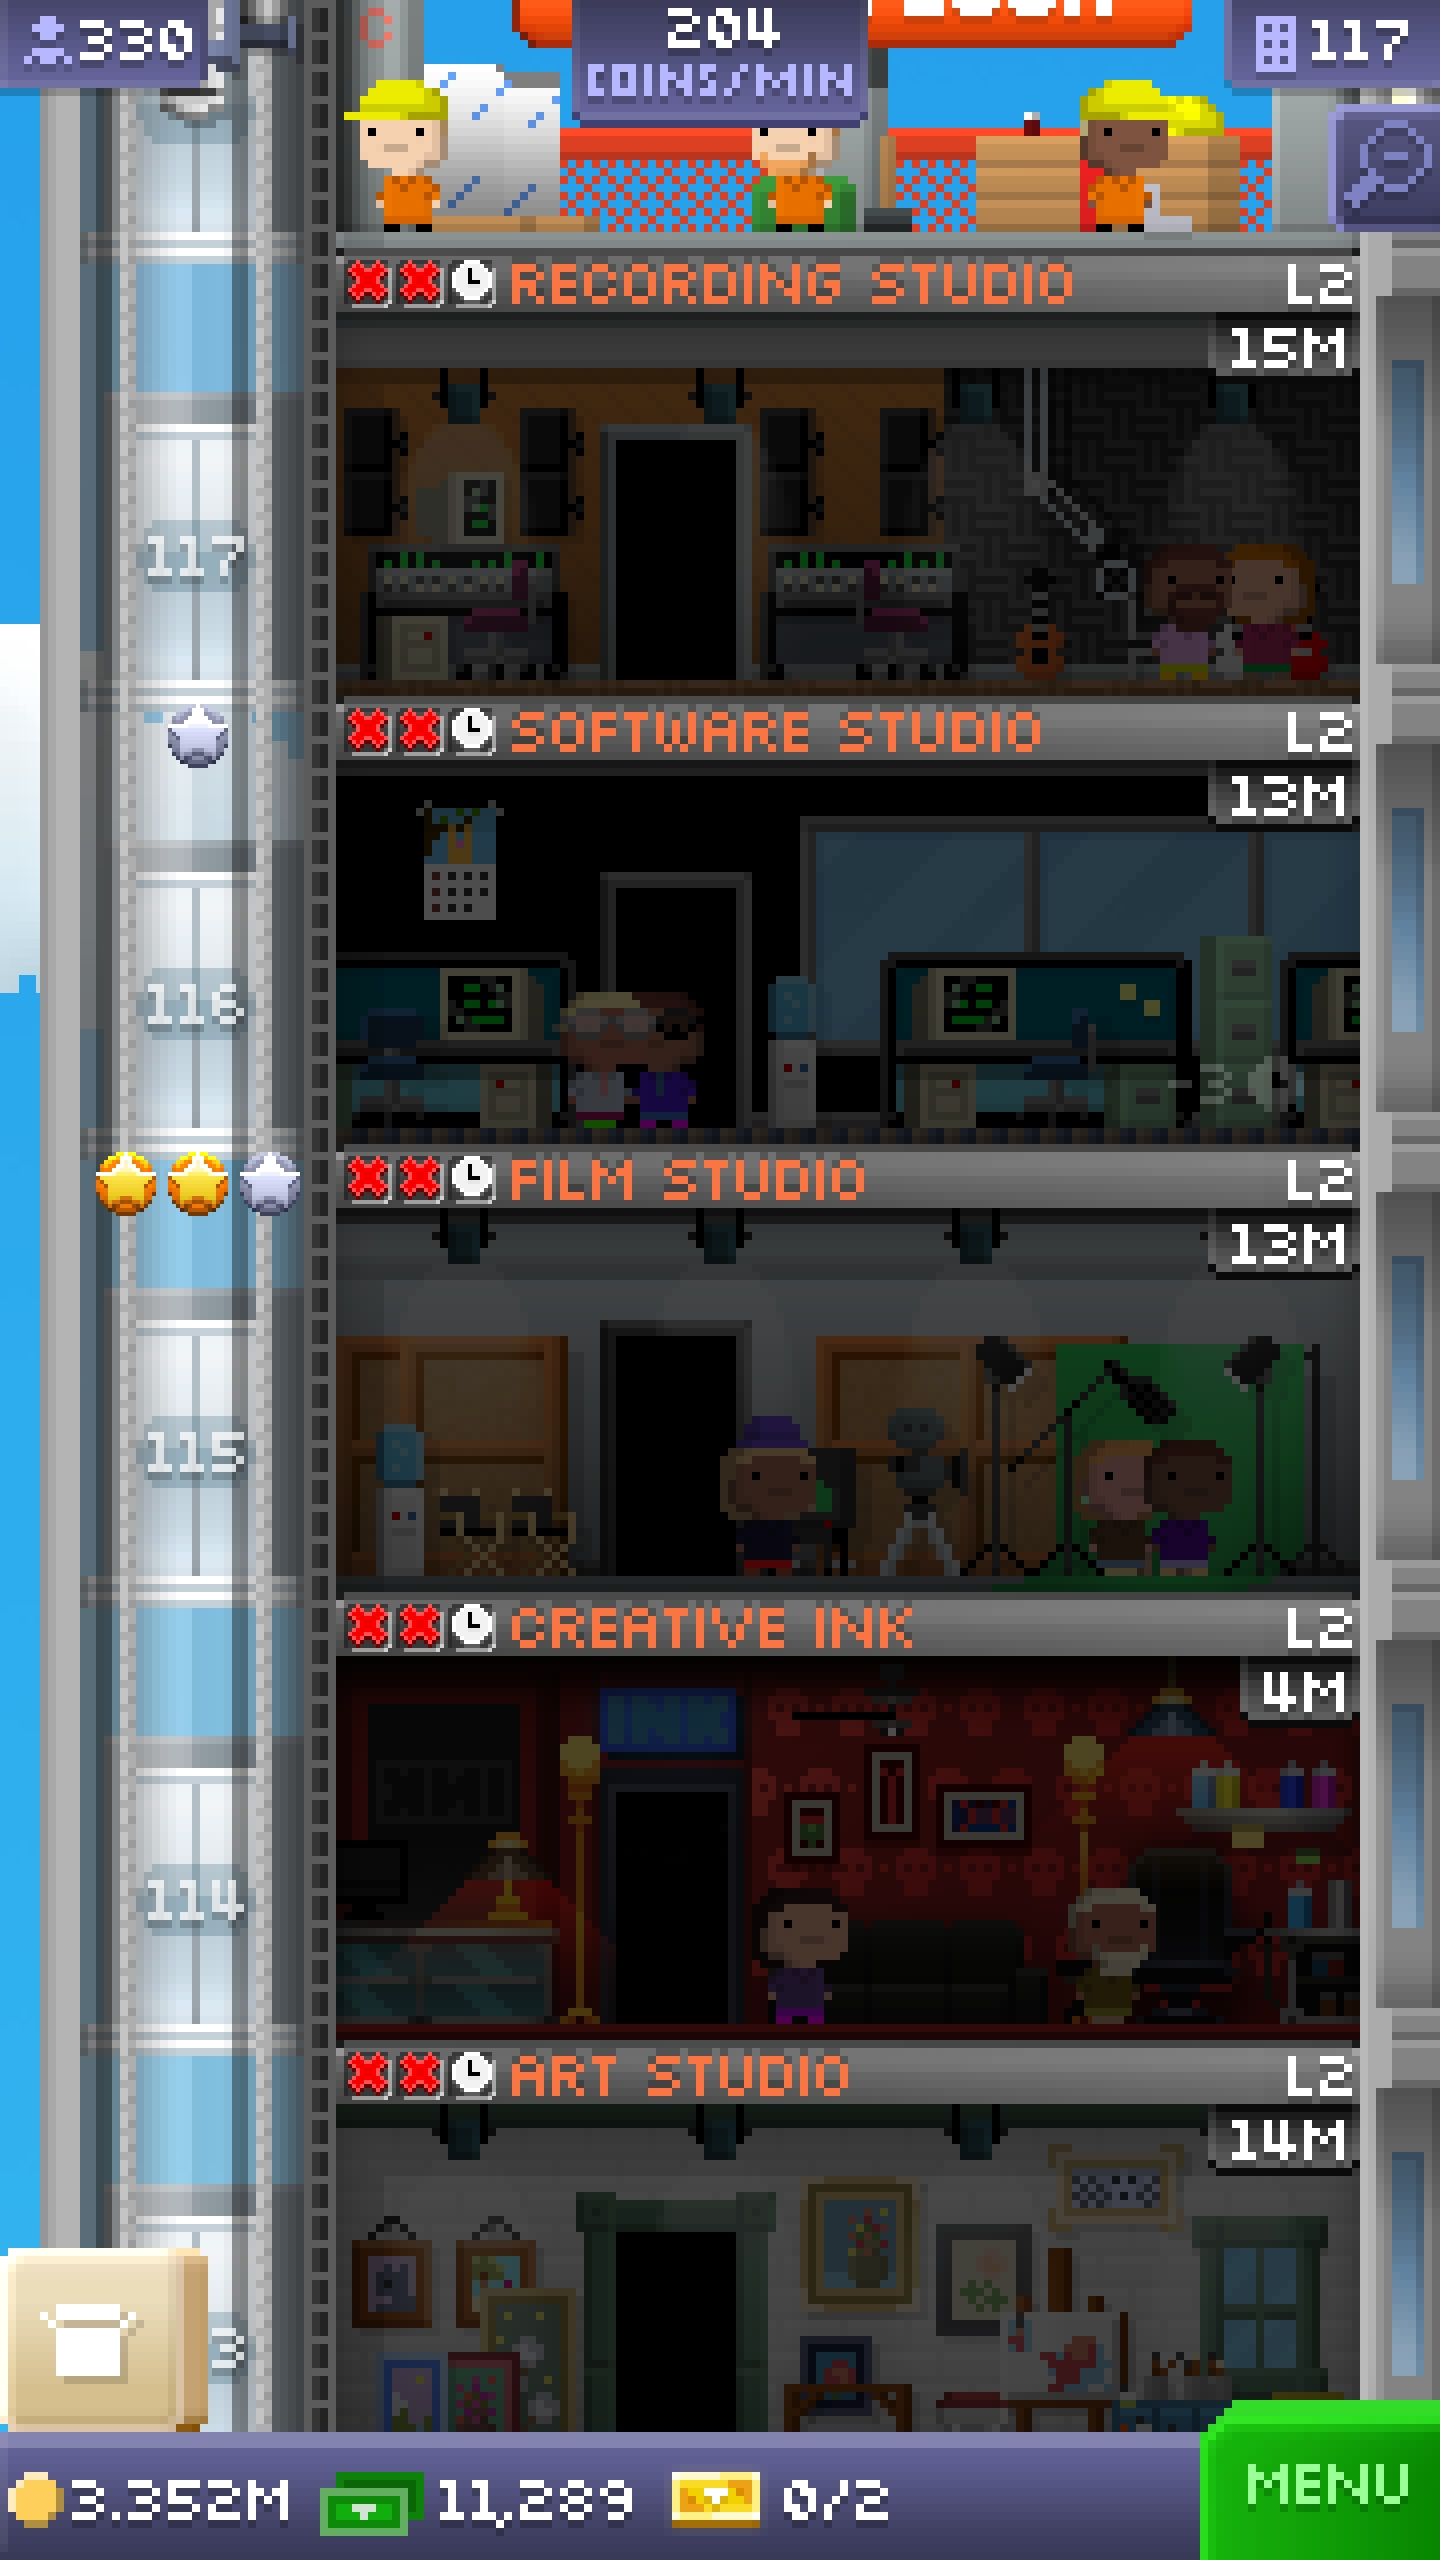 330
204
COINS/MIN
117
RECORDING STUDIO L2
15M
117
SOFTWARE STUDIO L2
13M
116
FILM STUDIO L2
13M
115
CREATIVE INK L2
4M
INK
114
ART STUDIO L2
14M
3
3.352M 11,289 0/2
MENU